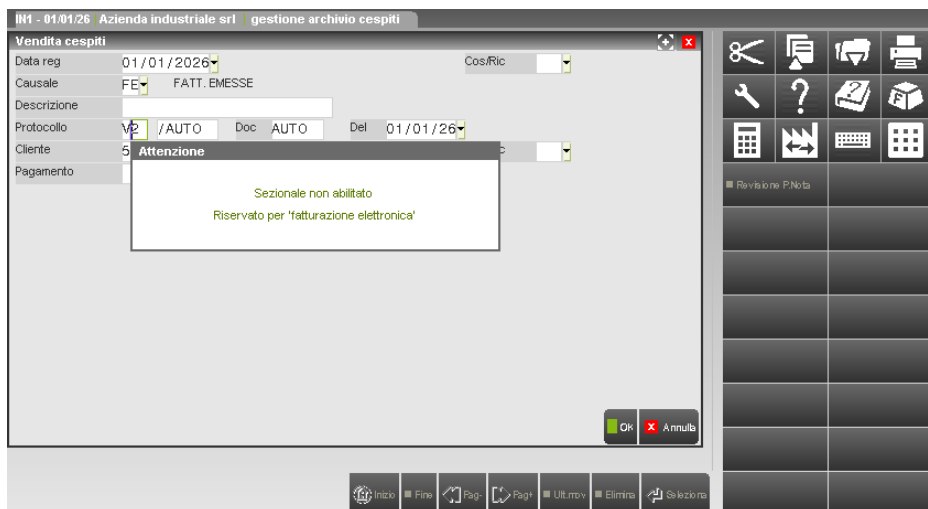 IN1 - 01/01/26 Azienda industriale srl gestione archivio cespiti
Vendita cespiti
Data reg 01/01/2026 Cos/Ric
Causale FE FATT. EMESSE
Descrizione
Protocollo V2 /AUTO Doc AUTO Del 01/01/26
Cliente 5
Pagamento
Attenzione
Sezionale non abilitato
Riservato per 'fatturazione elettronica'
Revisione P.Nota
Ok Annulla
Inizio Fine Pag- Pag+ Ult.mov Elimina Seleziona